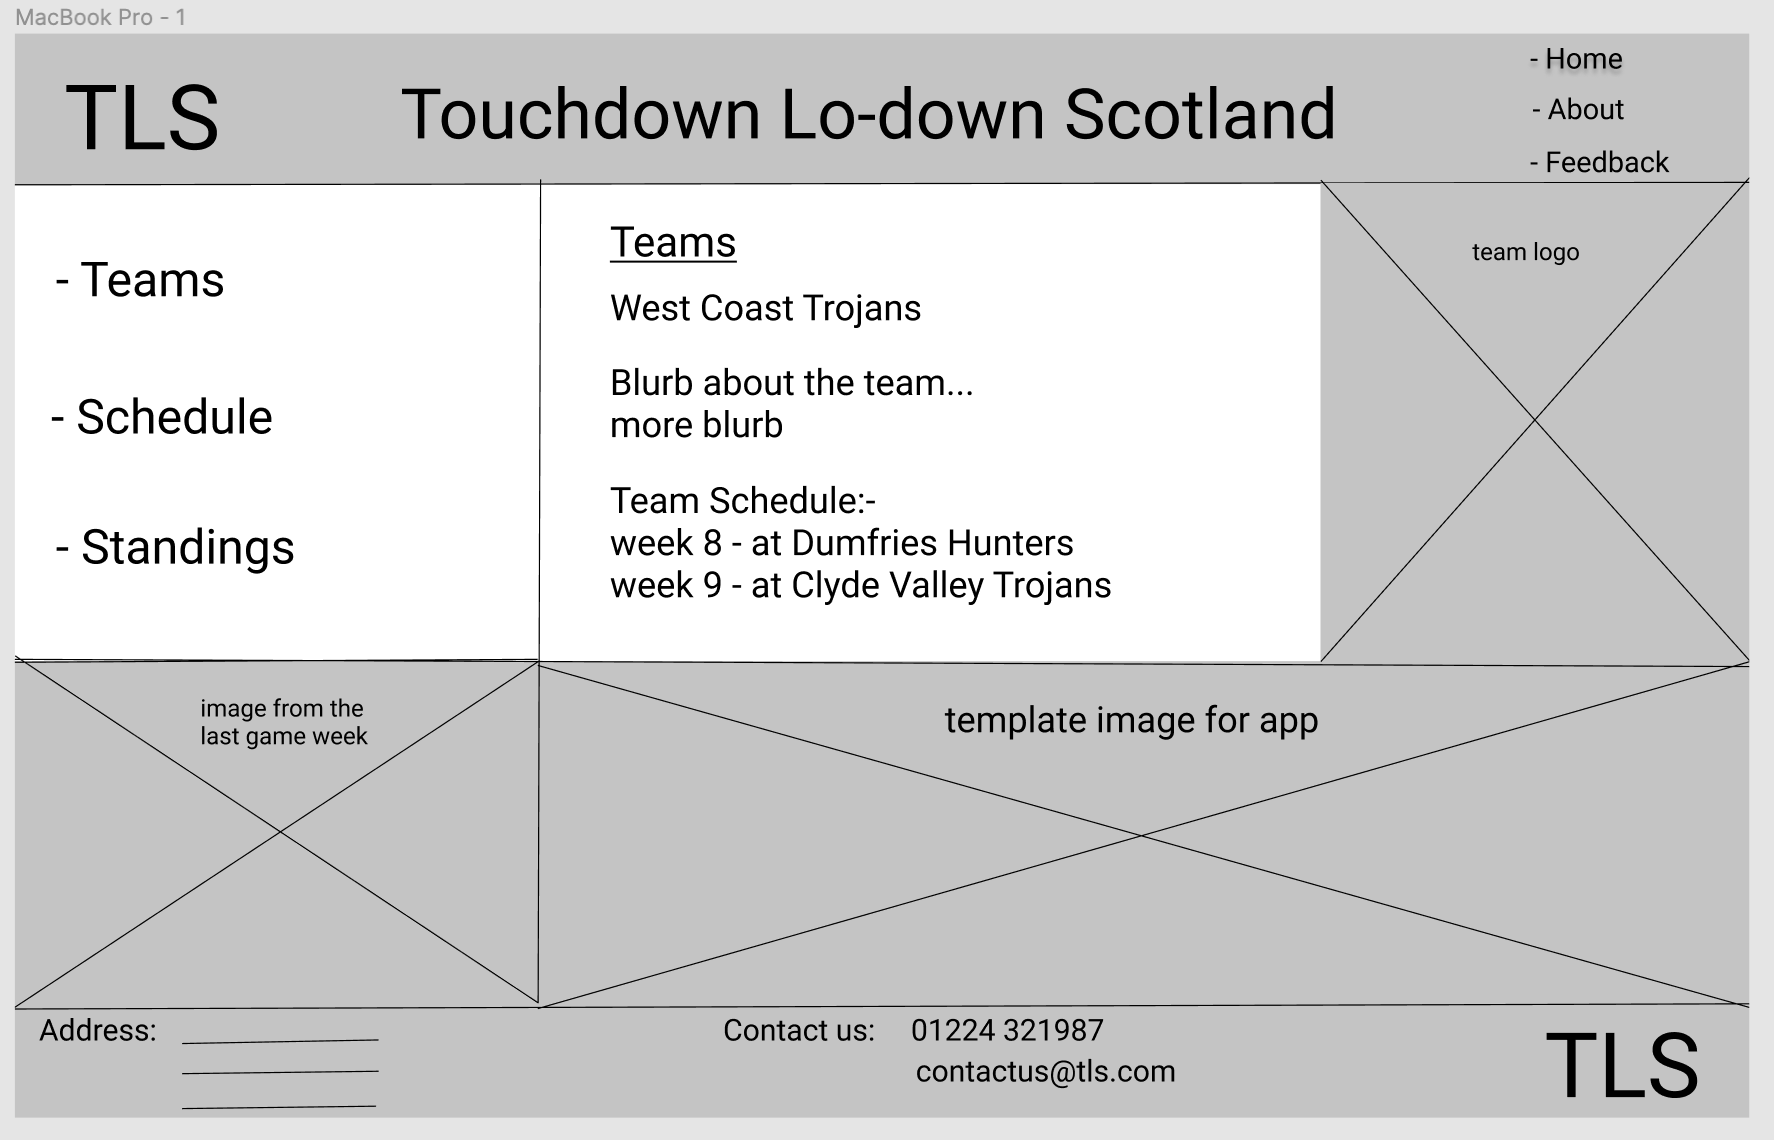 MacBook Pro - 1
TLS
Touchdown Lo-down Scotland
- Home
- About
- Feedback
- Teams
- Schedule
- Standings
Teams
West Coast Trojans
Blurb about the team...
more blurb
Team Schedule:-
week 8 - at Dumfries Hunters
week 9 - at Clyde Valley Trojans
team logo
image from the
last game week
template image for app
Address:
Contact us: 01224 321987
contactus@tls.com
TLS